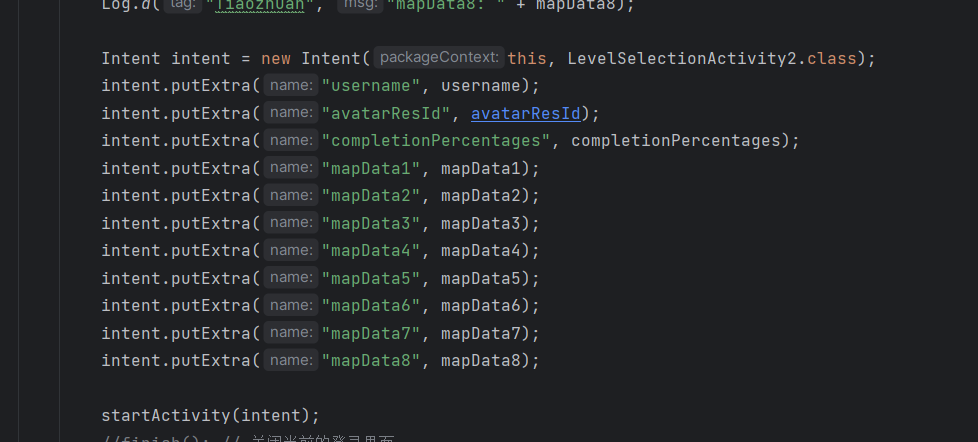 Log.d( tag: "Tiaozhuan", msg: "mapData8: " + mapData8);
Intent intent = new Intent( packageContext: this, LevelSelectionActivity2.class);
intent.putExtra( name: "username", username);
intent.putExtra( name: "avatarResId", avatarResId);
intent.putExtra( name: "completionPercentages", completionPercentages);
intent.putExtra( name: "mapData1", mapData1);
intent.putExtra( name: "mapData2", mapData2);
intent.putExtra( name: "mapData3", mapData3);
intent.putExtra( name: "mapData4", mapData4);
intent.putExtra( name: "mapData5", mapData5);
intent.putExtra( name: "mapData6", mapData6);
intent.putExtra( name: "mapData7", mapData7);
intent.putExtra( name: "mapData8", mapData8);
startActivity(intent);
//finish(); // 关闭当前的登录界面